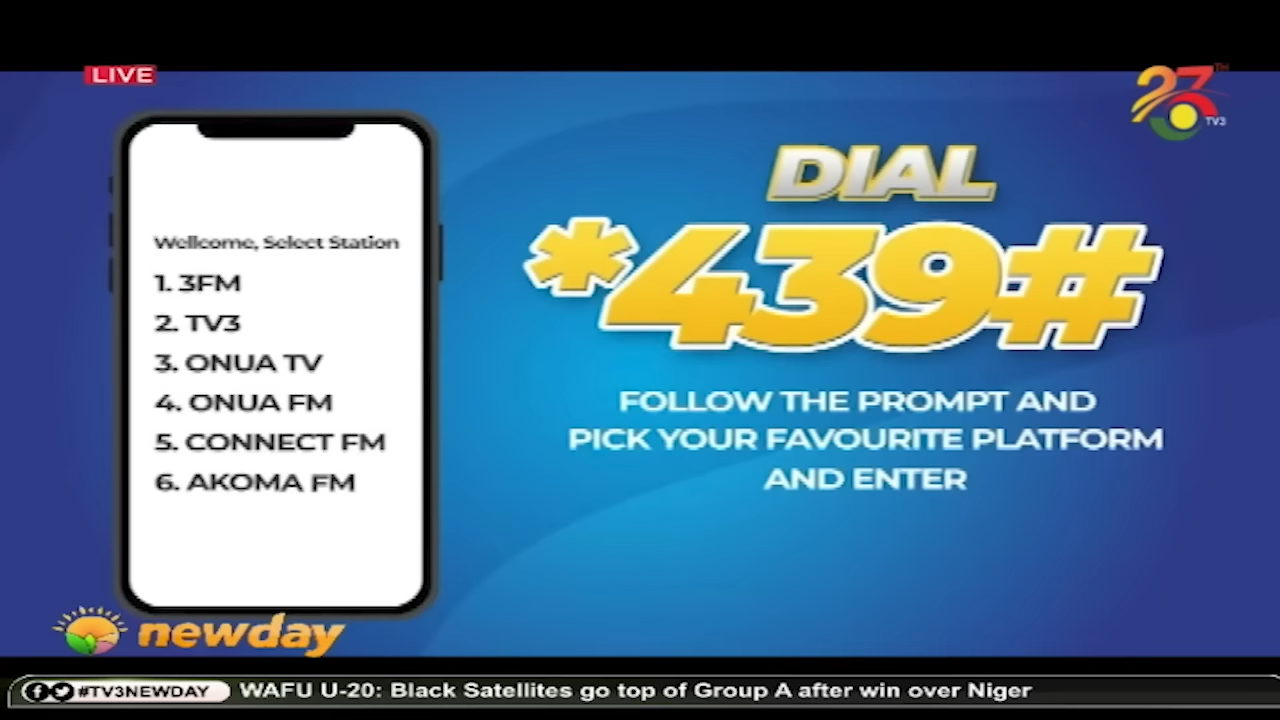 LIVE
23TH
TV3
DIAL
*439#
Wellcome, Select Station
1. 3FM
2. TV3
3. ONUA TV
4. ONUA FM
5. CONNECT FM
6. AKOMA FM
FOLLOW THE PROMPT AND
PICK YOUR FAVOURITE PLATFORM
AND ENTER
newday
#TV3NEWDAY WAFU U-20: Black Satellites go top of Group A after win over Niger